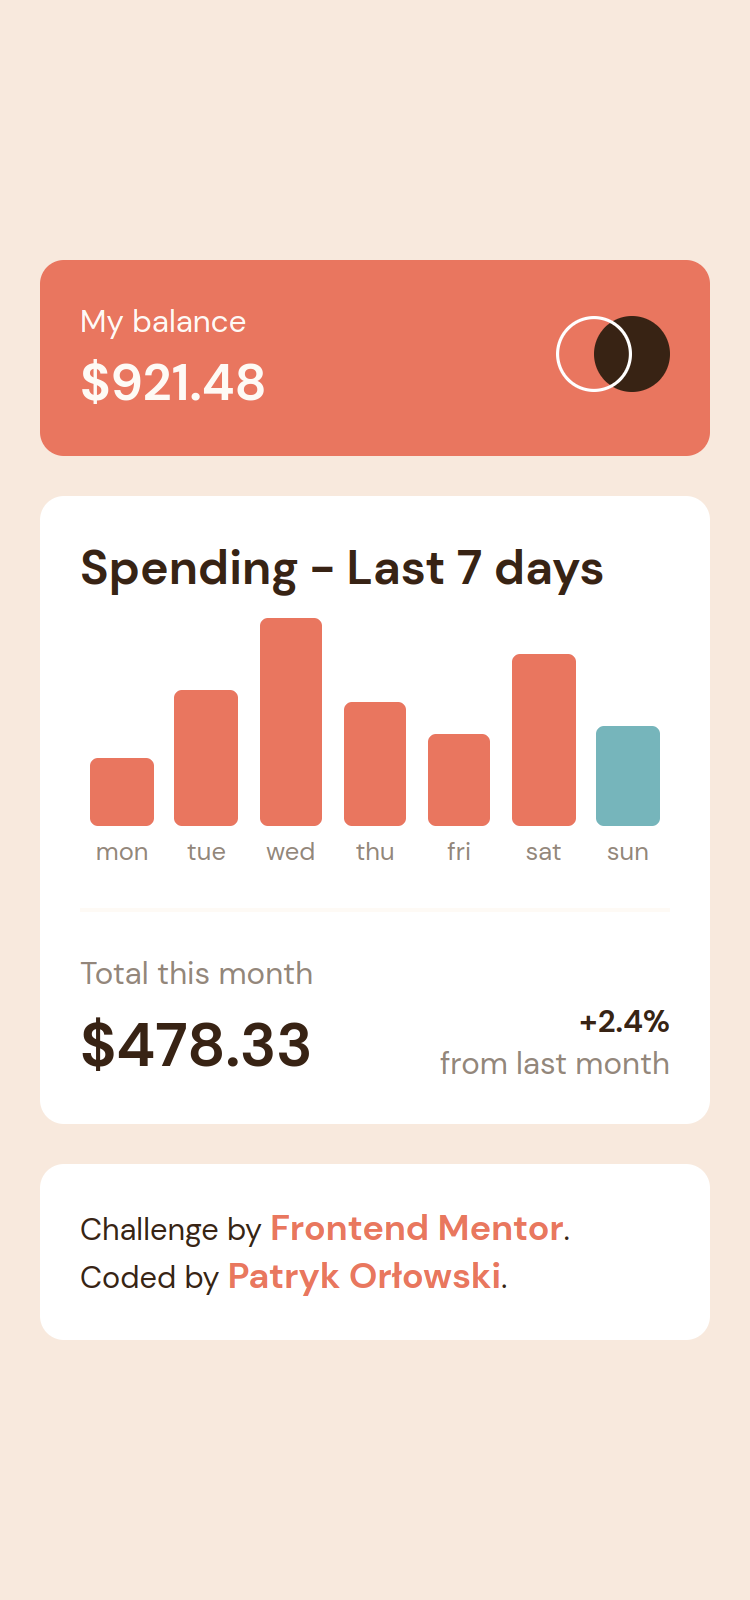 My balance
$921.48
Spending - Last 7 days
mon tue wed thu fri sat sun
Total this month
$478.33
+2.4%
from last month
Challenge by Frontend Mentor.
Coded by Patryk Orłowski.